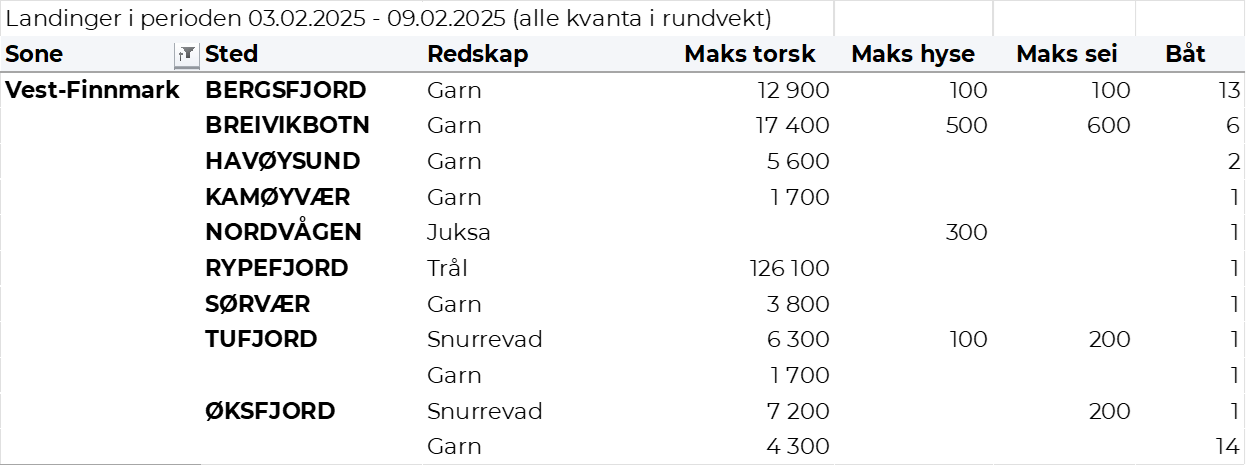 Landinger i perioden 03.02.2025 - 09.02.2025 (alle kvanta i rundvekt)
Sone Sted Redskap Maks torsk Maks hyse Maks sei Båt
Vest-Finnmark BERGSFJORD Garn 12 900 100 100 13
BREIVIKBOTN Garn 17 400 500 600 6
HAVØYSUND Garn 5 600 2
KAMØYVÆR Garn 1 700 1
NORDVÅGEN Juksa 300 1
RYPEFJORD Trål 126 100 1
SØRVÆR Garn 3 800 1
TUFJORD Snurrevad 6 300 100 200 1
Garn 1 700 1
ØKSFJORD Snurrevad 7 200 200 1
Garn 4 300 14